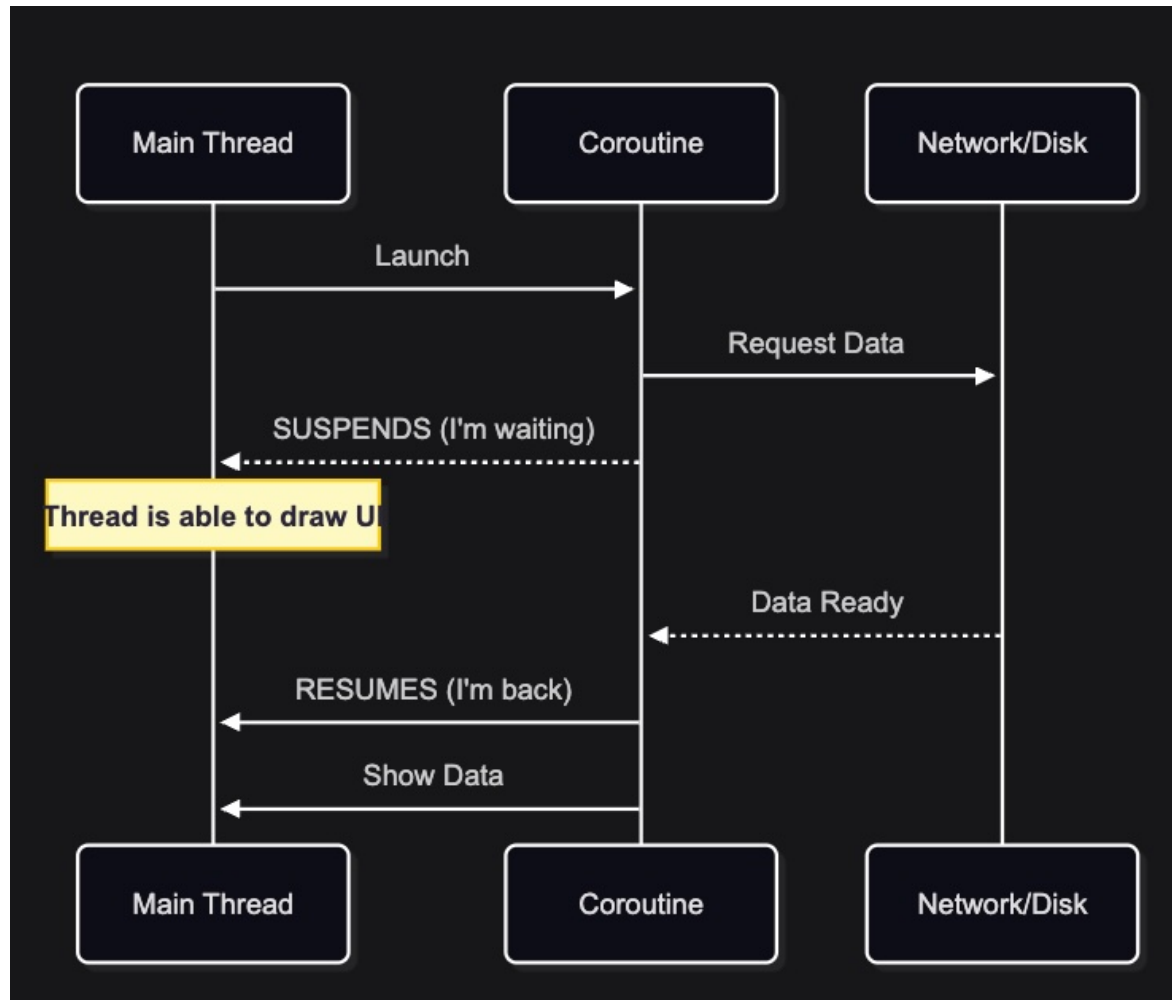 Main Thread
Coroutine
Network/Disk
Launch
Request Data
SUSPENDS (I'm waiting)
Thread is able to draw UI
Data Ready
RESUMES (I'm back)
Show Data
Main Thread
Coroutine
Network/Disk